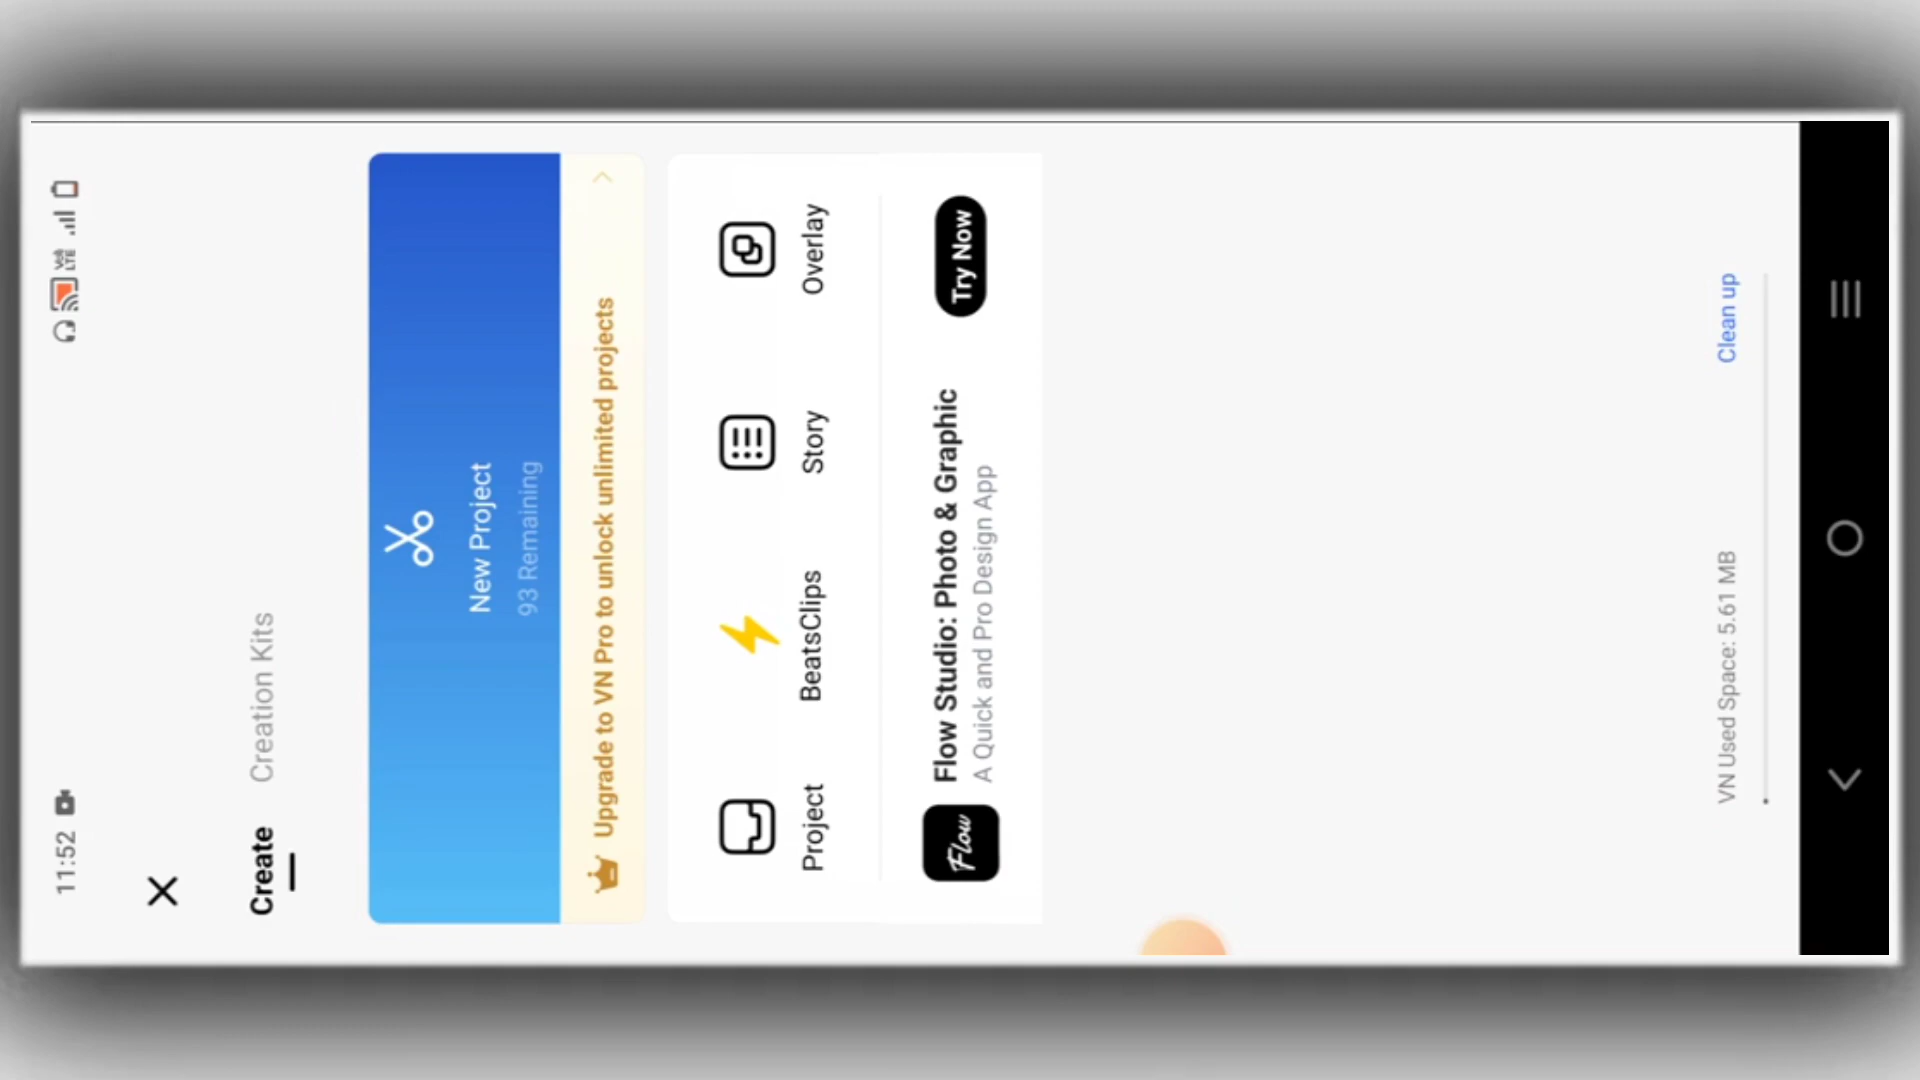 11:52
Vo)
LTE
Create Creation Kits
New Project
93 Remaining
Upgrade to VN Pro to unlock unlimited projects
Project BeatsClips Story Overlay
Flow
Flow Studio: Photo & Graphic
A Quick and Pro Design App
Try Now
VN Used Space: 5.61 MB Clean up